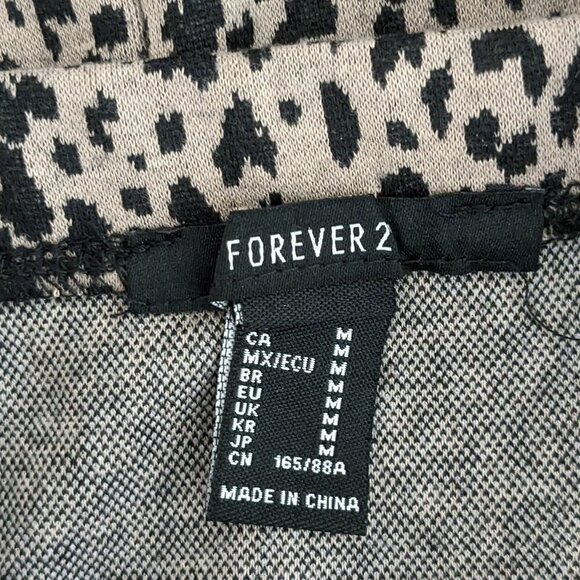 FOREVER 2
M
CA M
MX/ECU M
BR M
EU M
UK M
KR M
JP M
CN 165/88A
MADE IN CHINA